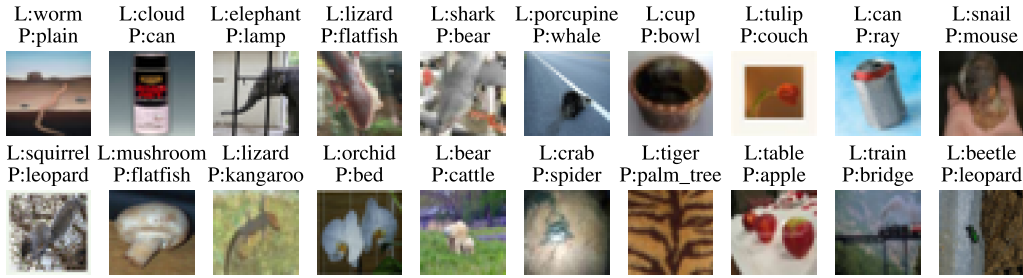 L:worm L:cloud L:elephant L:lizard L:shark L:porcupine L:cup L:tulip L:can L:snail
P:plain P:can P:lamp P:flatfish P:bear P:whale P:bowl P:couch P:ray P:mouse
L:squirrel L:mushroom L:lizard L:orchid L:bear L:crab L:tiger L:table L:train L:beetle
P:leopard P:flatfish P:kangaroo P:bed P:cattle P:spider P:palm_tree P:apple P:bridge P:leopard